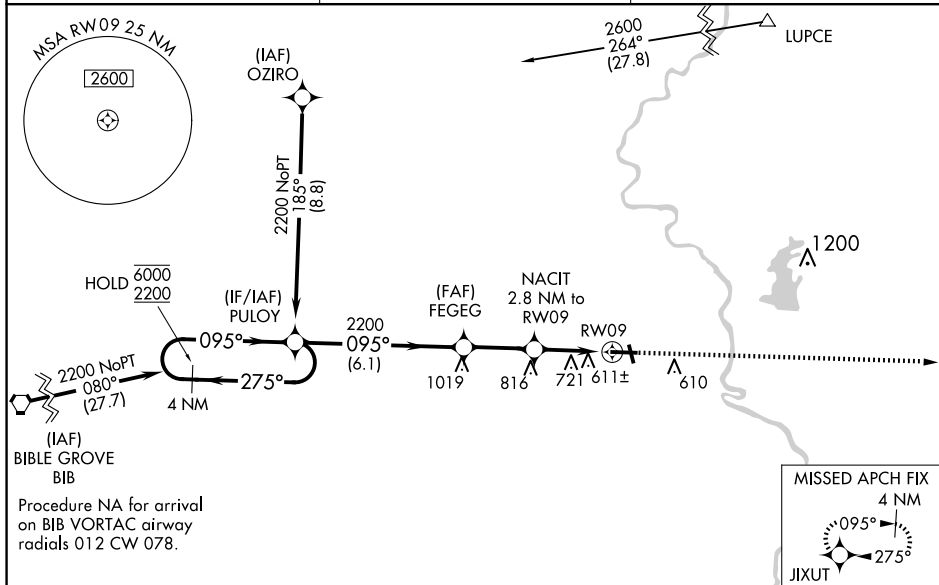 MSA RW09 25 NM
2600
(IAF)
OZIRO
2600
264°
(27.8)
LUPCE
2200 NoPT
185°
(8.8)
1200
HOLD 6000
2200
(IF/IAF)
PULOY
(FAF)
FEGEG
NACIT
2.8 NM to
RW09
RW09
095°
2200
095°
(6.1)
275°
4 NM
1019
816
721
611±
610
2200 NoPT
080°
(27.7)
(IAF)
BIBLE GROVE
BIB
Procedure NA for arrival
on BIB VORTAC airway
radials 012 CW 078.
MISSED APCH FIX
4 NM
095°
275°
JIXUT